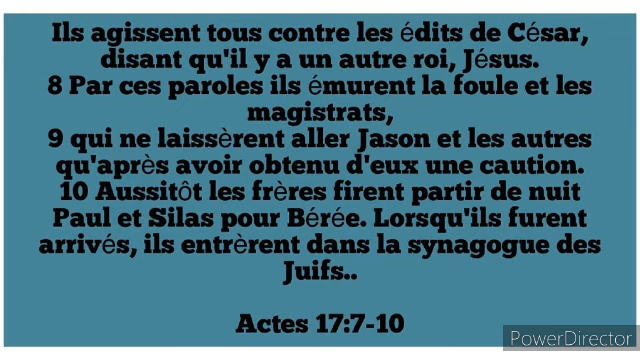 Ils agissent tous contre les édits de César,
disant qu'il y a un autre roi, Jésus.
8 Par ces paroles ils émurent la foule et les
magistrats,
9 qui ne laissèrent aller Jason et les autres
qu'après avoir obtenu d'eux une caution.
10 Aussitôt les frères firent partir de nuit
Paul et Silas pour Bérée. Lorsqu'ils furent
arrivés, ils entrèrent dans la synagogue des
Juifs..
Actes 17:7-10
PowerDirector